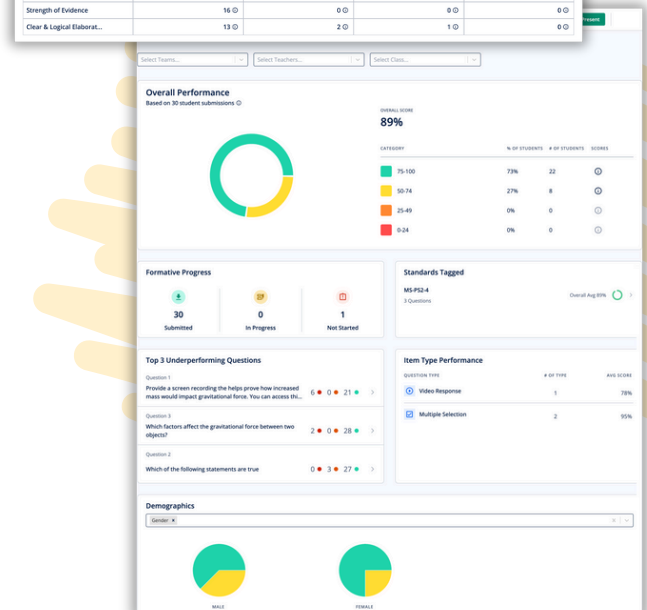 Strength of Evidence 16 0 0 0
Clear & Logical Elaborat... 13 2 1 0
Present
Select Teams... Select Teachers... Select Class...
Overall Performance
Based on 30 student submissions
OVERALL SCORE
89%
CATEGORY % OF STUDENTS # OF STUDENTS SCORES
75-100 73% 22
50-74 27% 8
25-49 0% 0
0-24 0% 0
Formative Progress
30 0 1
Submitted In Progress Not Started
Standards Tagged
MS-PS2-4 Overall Avg 89%
3 Questions
Top 3 Underperforming Questions
Question 1
Provide a screen recording the helps prove how increased
mass would impact gravitational force. You can access thi... 6 0 21
Question 3
Which factors affect the gravitational force between two
objects? 2 0 28
Question 2
Which of the following statements are true 0 3 27
Item Type Performance
QUESTION TYPE # OF TYPE AVG SCORE
Video Response 1 78%
Multiple Selection 2 95%
Demographics
Gender
MALE FEMALE